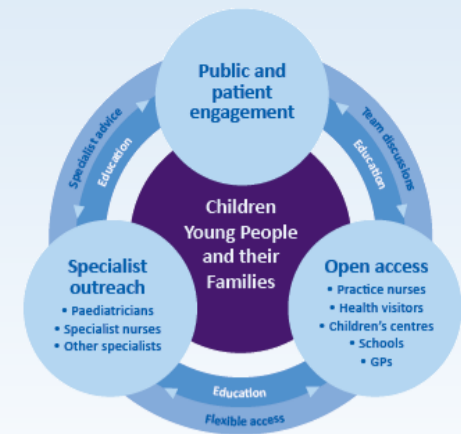 Public and
patient
engagement
Specialist advice
Education
Team discussions
Education
Children
Young People
and their
Families
Specialist
outreach
• Paediatricians
• Specialist nurses
• Other specialists
Open access
• Practice nurses
• Health visitors
• Children's centres
• Schools
• GPs
Education
Flexible access